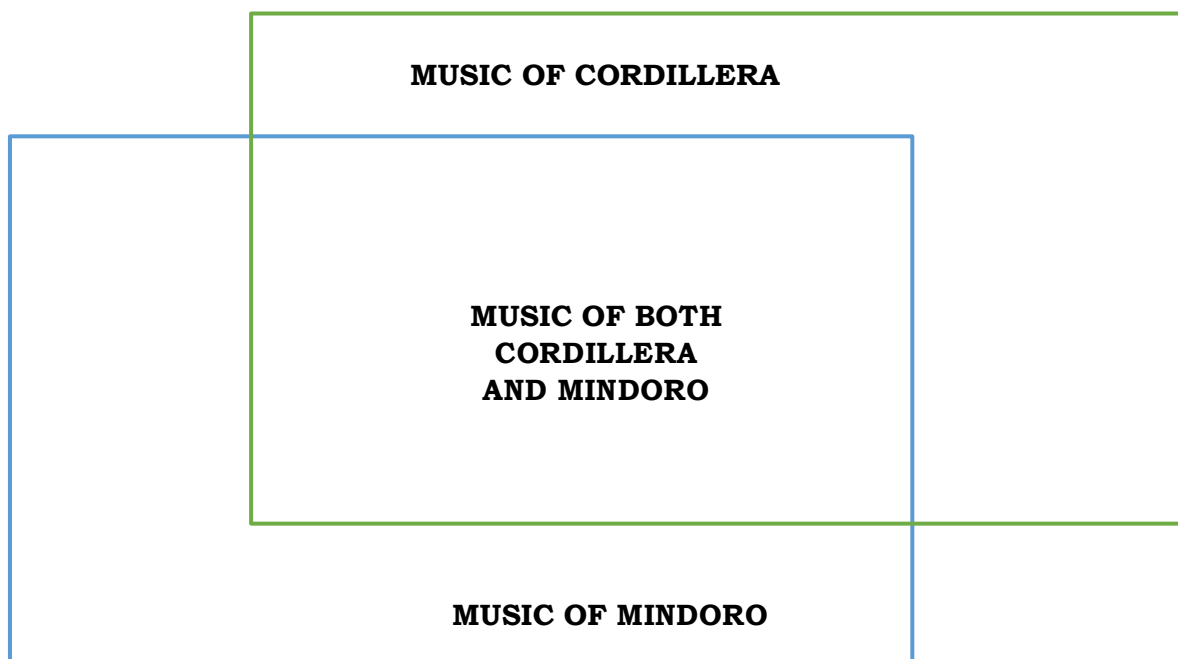 MUSIC OF CORDILLERA
MUSIC OF BOTH
CORDILLERA
AND MINDORO
MUSIC OF MINDORO